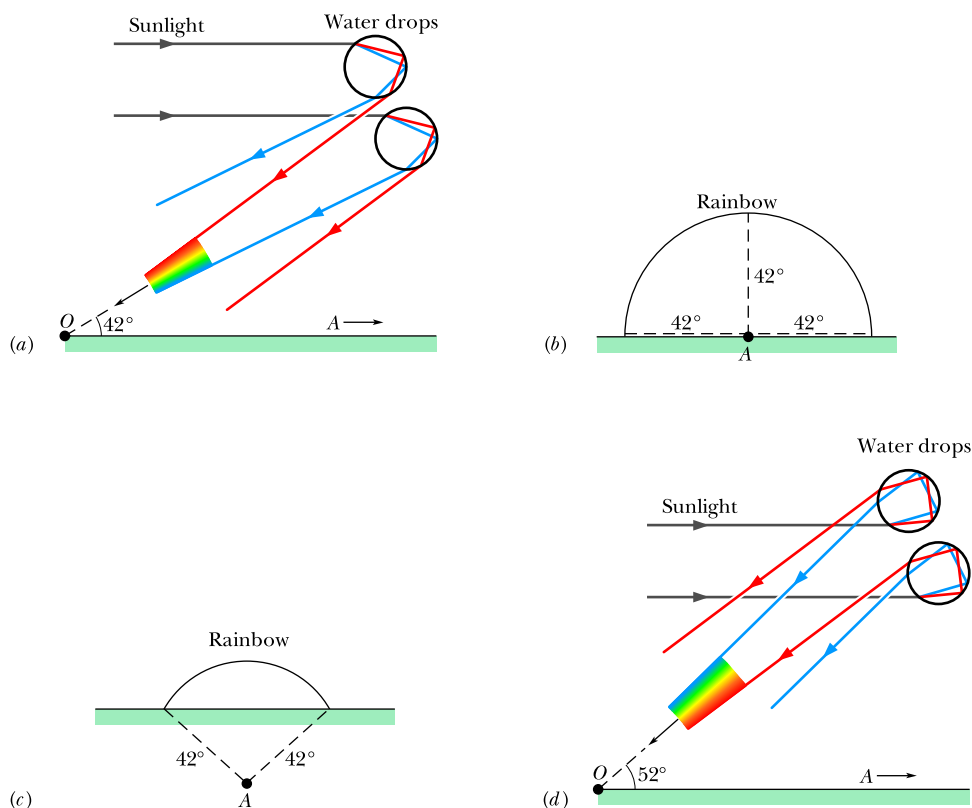 Sunlight
Water drops
O
42°
A
(a)
Rainbow
42°
42°
42°
A
(b)
Rainbow
42°
42°
A
(c)
Water drops
Sunlight
O
52°
A
(d)